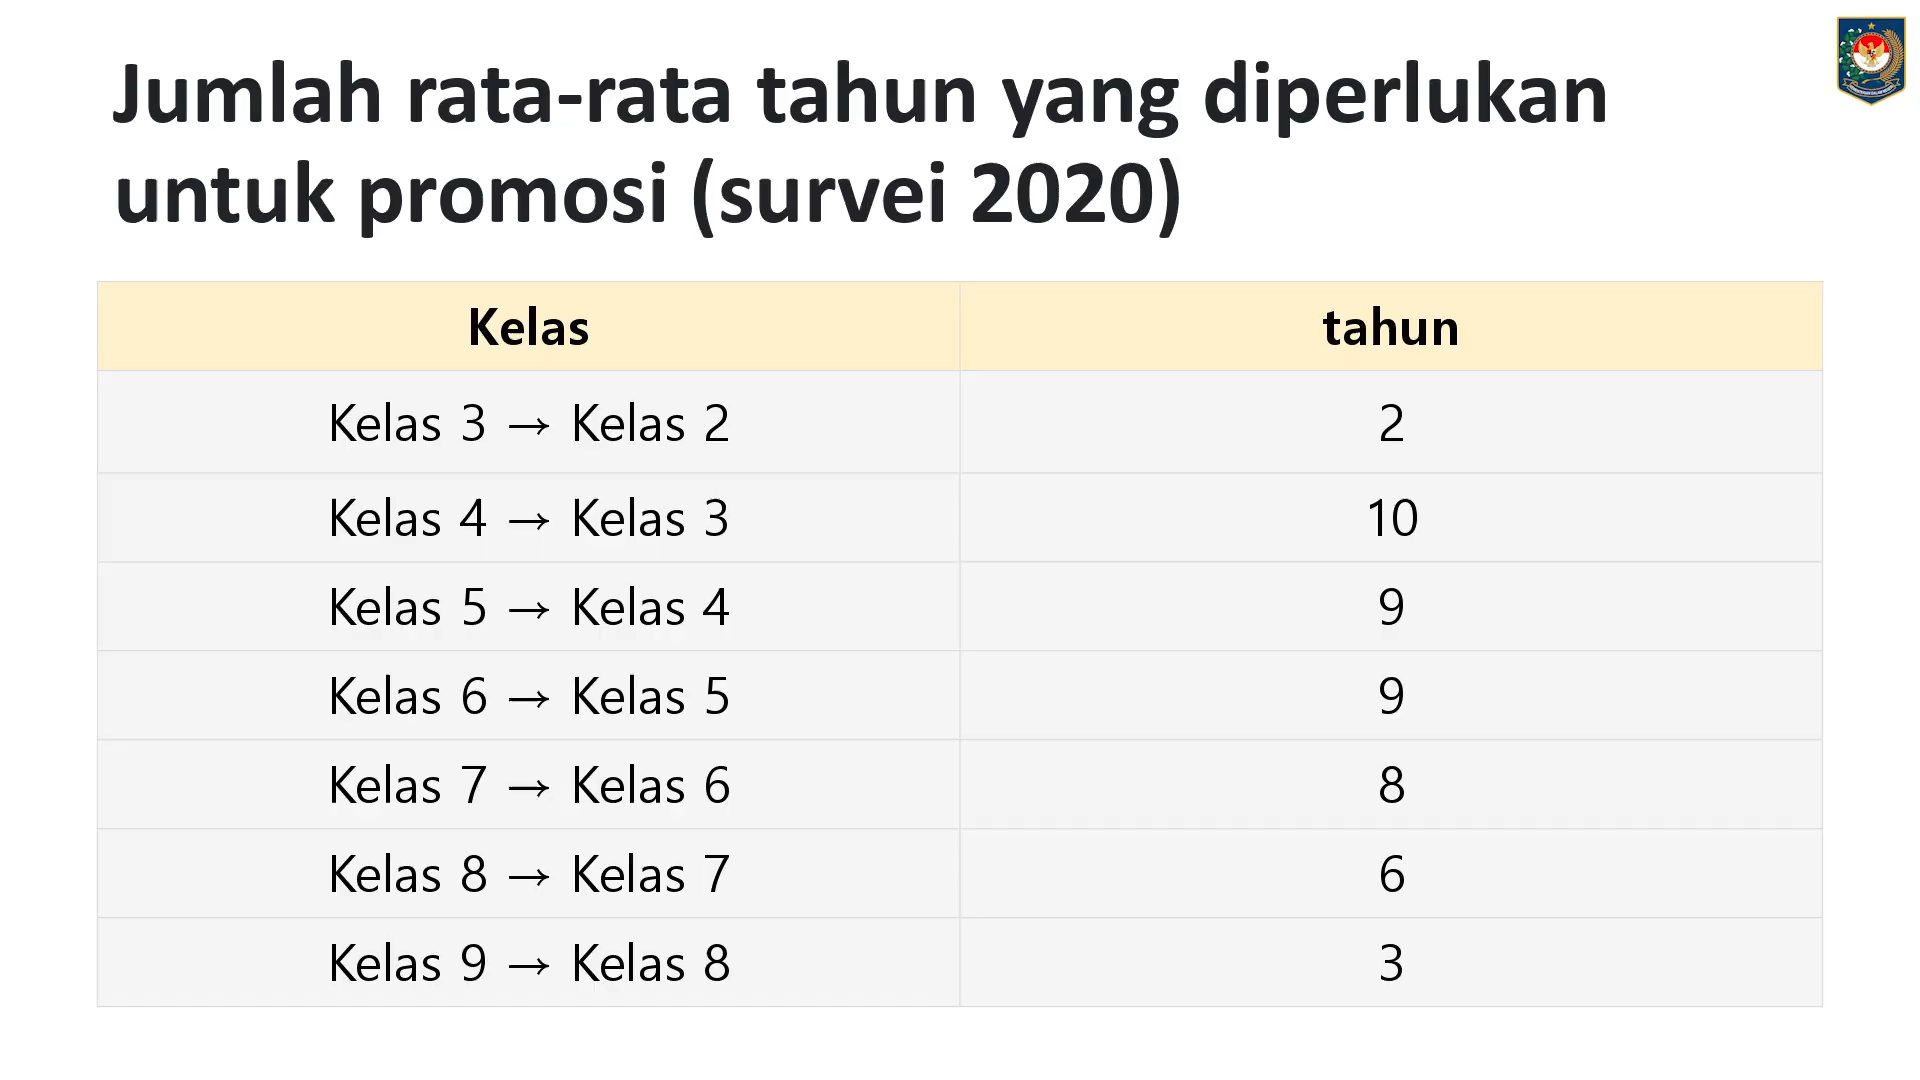 Jumlah rata-rata tahun yang diperlukan
untuk promosi (survei 2020)
Kelas tahun
Kelas 3 → Kelas 2 2
Kelas 4 → Kelas 3 10
Kelas 5 → Kelas 4 9
Kelas 6 → Kelas 5 9
Kelas 7 → Kelas 6 8
Kelas 8 → Kelas 7 6
Kelas 9 → Kelas 8 3